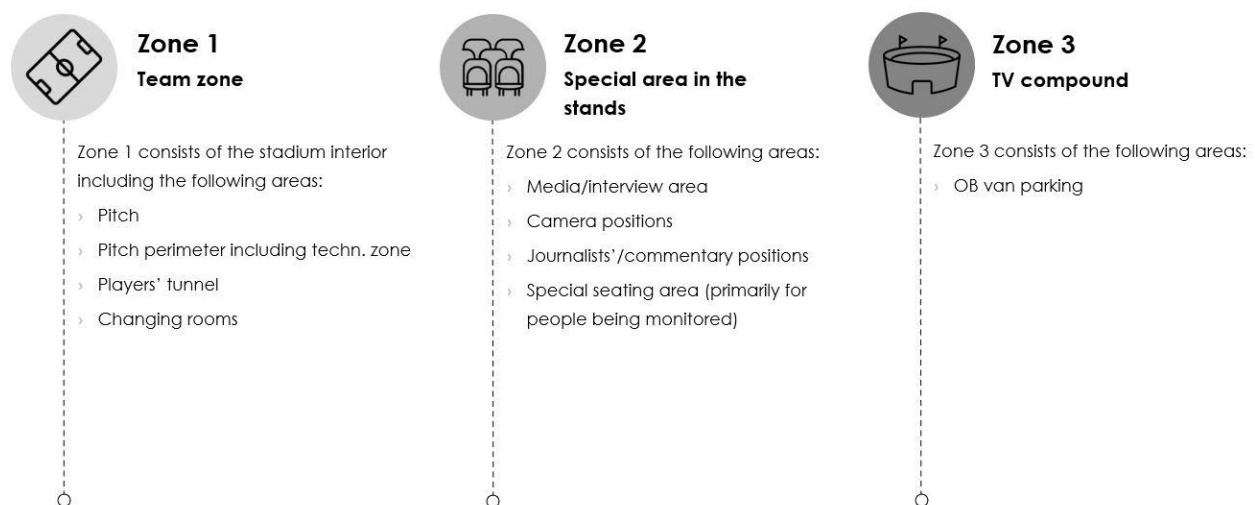 Zone 1
Team zone
Zone 1 consists of the stadium interior
including the following areas:
› Pitch
› Pitch perimeter including techn. zone
› Players’ tunnel
› Changing rooms
Zone 2
Special area in the
stands
Zone 2 consists of the following areas:
› Media/interview area
› Camera positions
› Journalists’/commentary positions
› Special seating area (primarily for
people being monitored)
Zone 3
TV compound
Zone 3 consists of the following areas:
› OB van parking